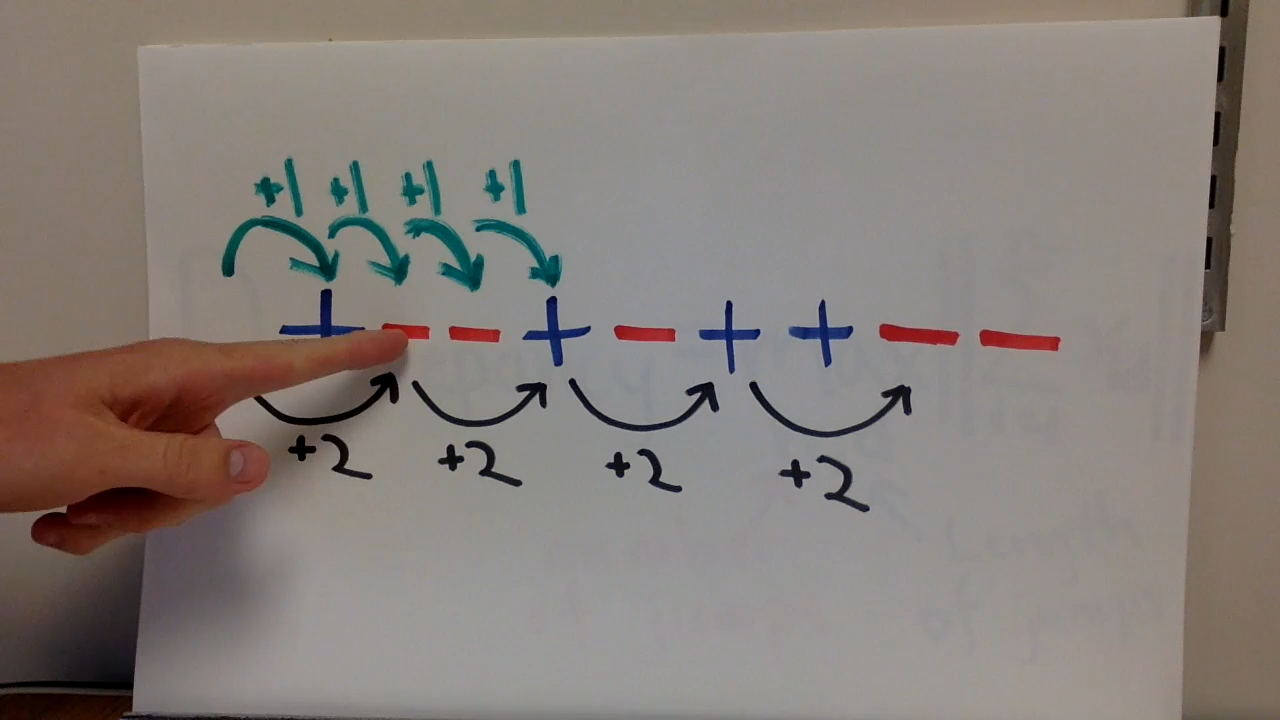 +1 +1 +1 +1
+ - - + - + + - -
+2 +2 +2 +2